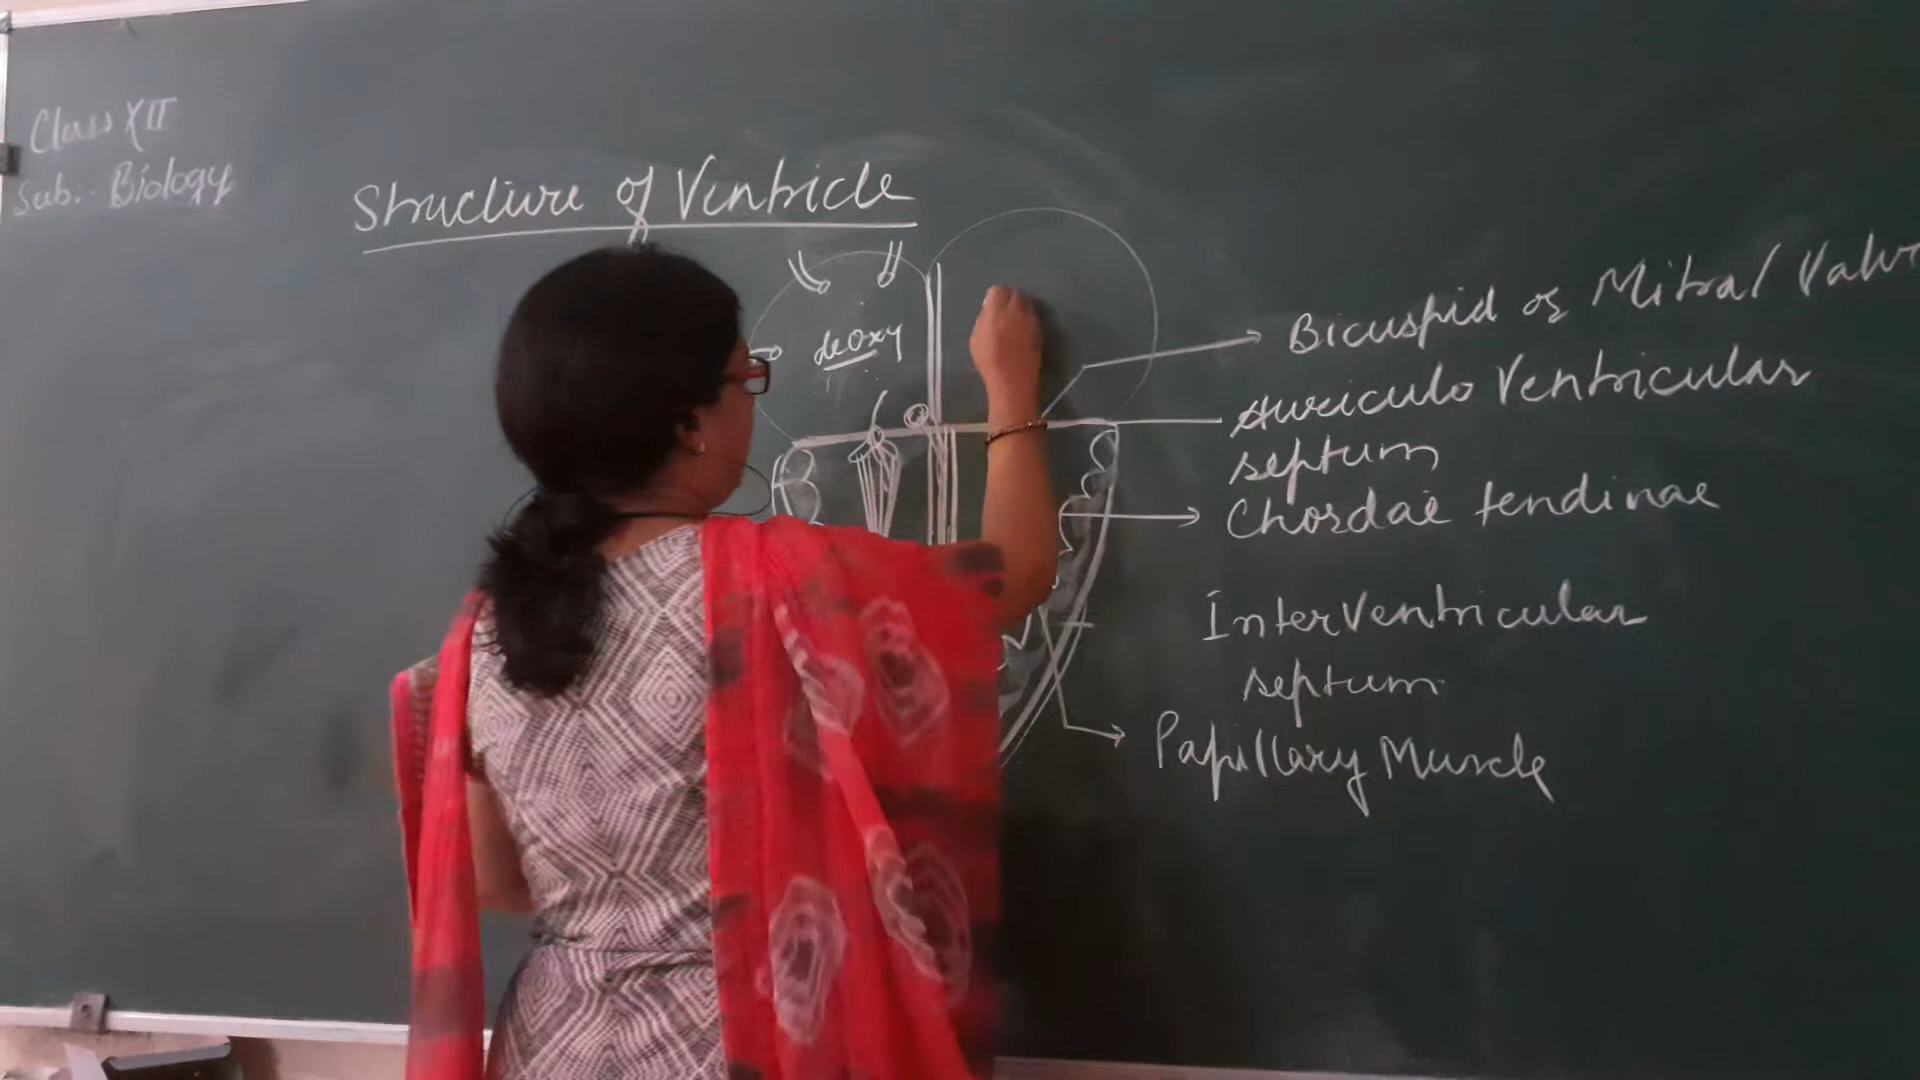 Class XII
Sub:- Biology
Structure of Ventricle
deoxy
Bicuspid or Mitral Valv
Auriculo Ventricular
septum
Chordae tendinae
InterVentricular
septum
Papillary Muscle